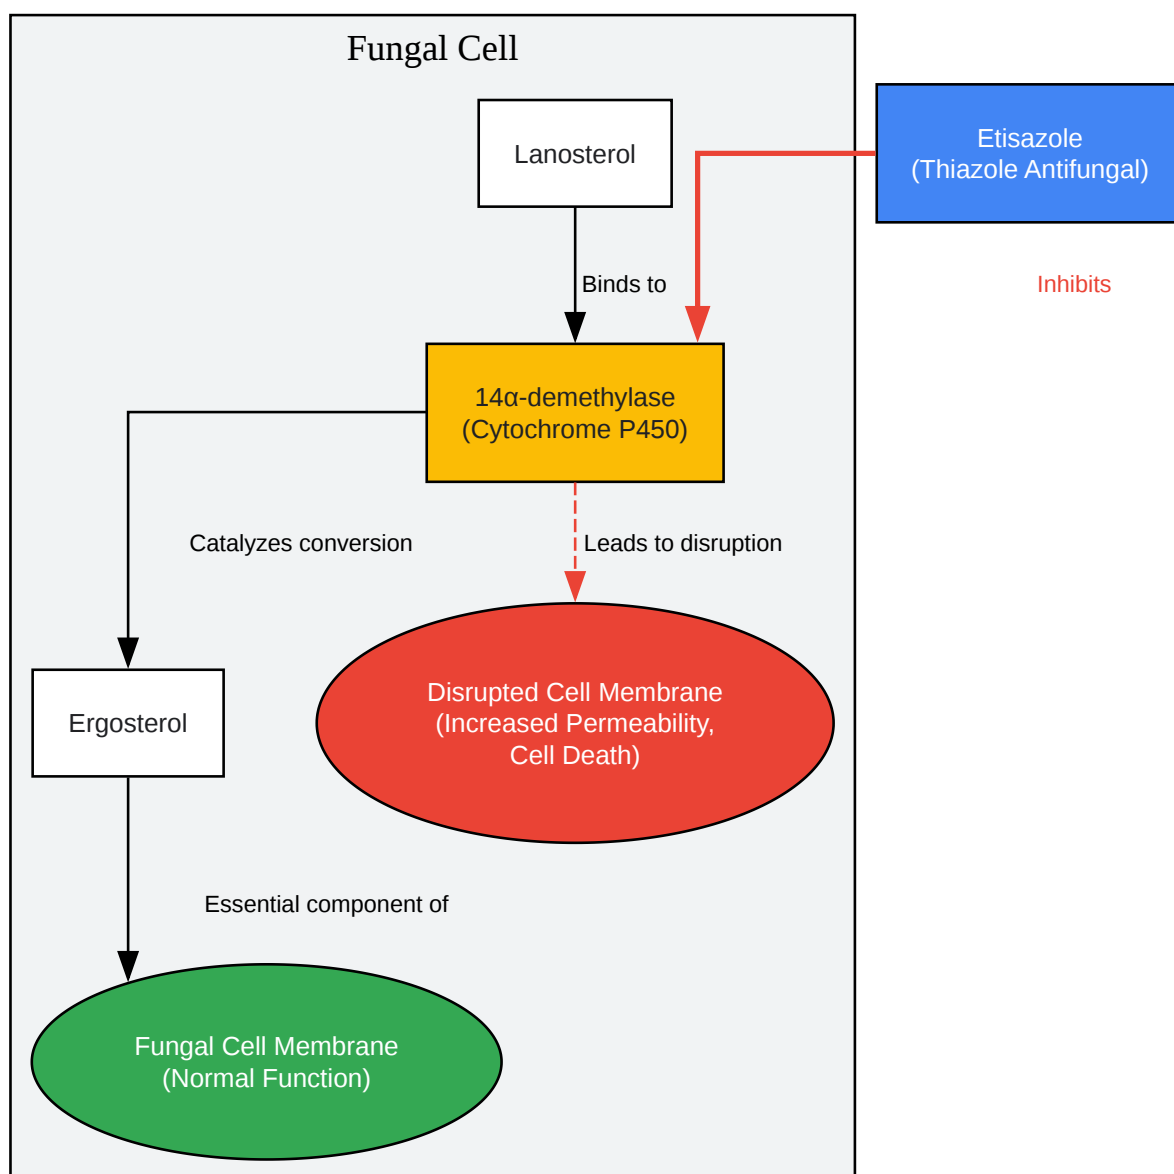 Fungal Cell
Lanosterol
Etisazole
(Thiazole Antifungal)
Binds to
Inhibits
14α-demethylase
(Cytochrome P450)
Catalyzes conversion
Leads to disruption
Ergosterol
Disrupted Cell Membrane
(Increased Permeability,
Cell Death)
Essential component of
Fungal Cell Membrane
(Normal Function)